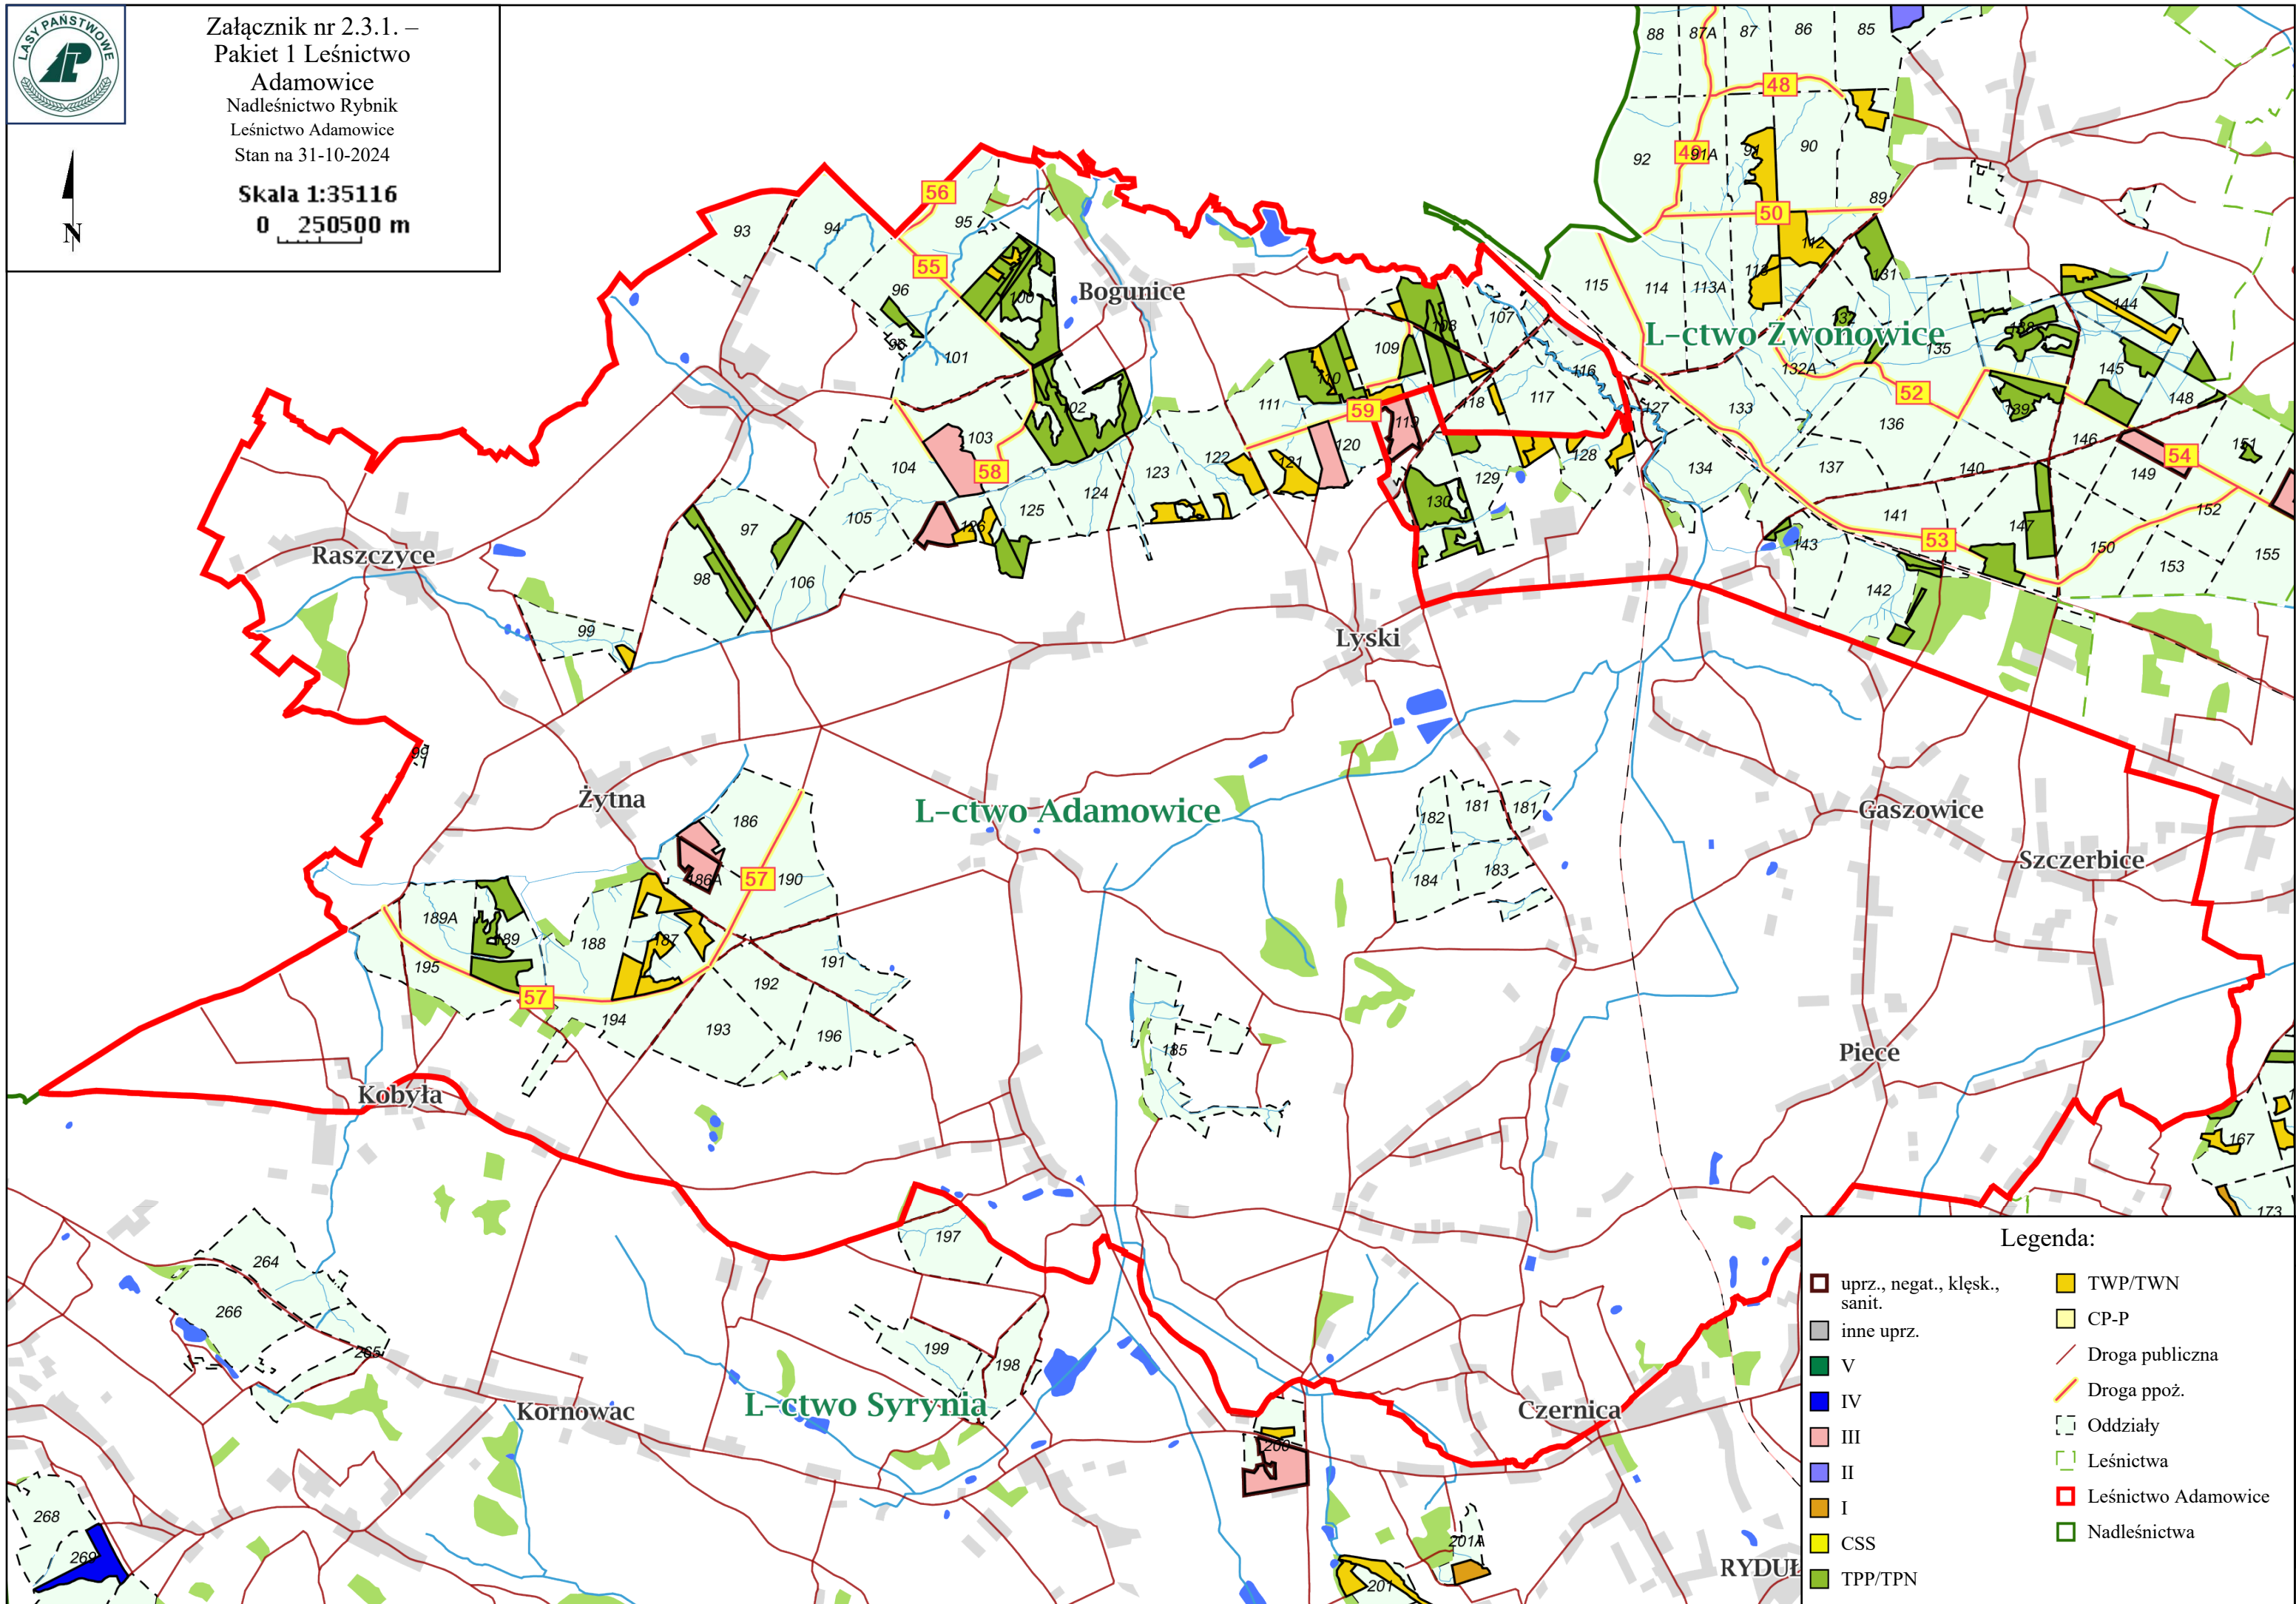 LASY PAŃSTWOWE
Załącznik nr 2.3.1. –
Pakiet 1 Leśnictwo
Adamowice
Nadleśnictwo Rybnik
Leśnictwo Adamowice
Stan na 31-10-2024
Skala 1:35116
0 250500 m
N
88
87A
87
86
85
48
92
49
91A
91
90
89
50
93
94
56
95
55
96
96
100
101
Bogunice
115
114
113A
113
112
131
L-ctwo Zwonowice
132
132A
135
138
144
145
148
107
108
109
110
111
59
116
117
118
119
120
121
122
123
127
133
52
136
139
146
54
151
149
102
103
58
104
105
124
125
126
128
129
130
134
137
140
141
147
152
53
143
142
150
153
155
97
98
106
99
Raszczyce
Lyski
99
Żytna
L-ctwo Adamowice
186
186A
57
190
182
181
181
183
184
Gaszowice
Szczerbice
189A
189
188
187
195
57
194
193
192
191
196
185
Piece
Kobyła
167
173
197
199
198
L-ctwo Syrynia
264
266
265
Kornowac
Czernica
200
201A
201
268
269
RYDUŁ
Legenda:
uprz., negat., klęsk.,
sanit.
inne uprz.
V
IV
III
II
I
CSS
TPP/TPN
TWP/TWN
CP-P
Droga publiczna
Droga ppoż.
Oddziały
Leśnictwa
Leśnictwo Adamowice
Nadleśnictwa